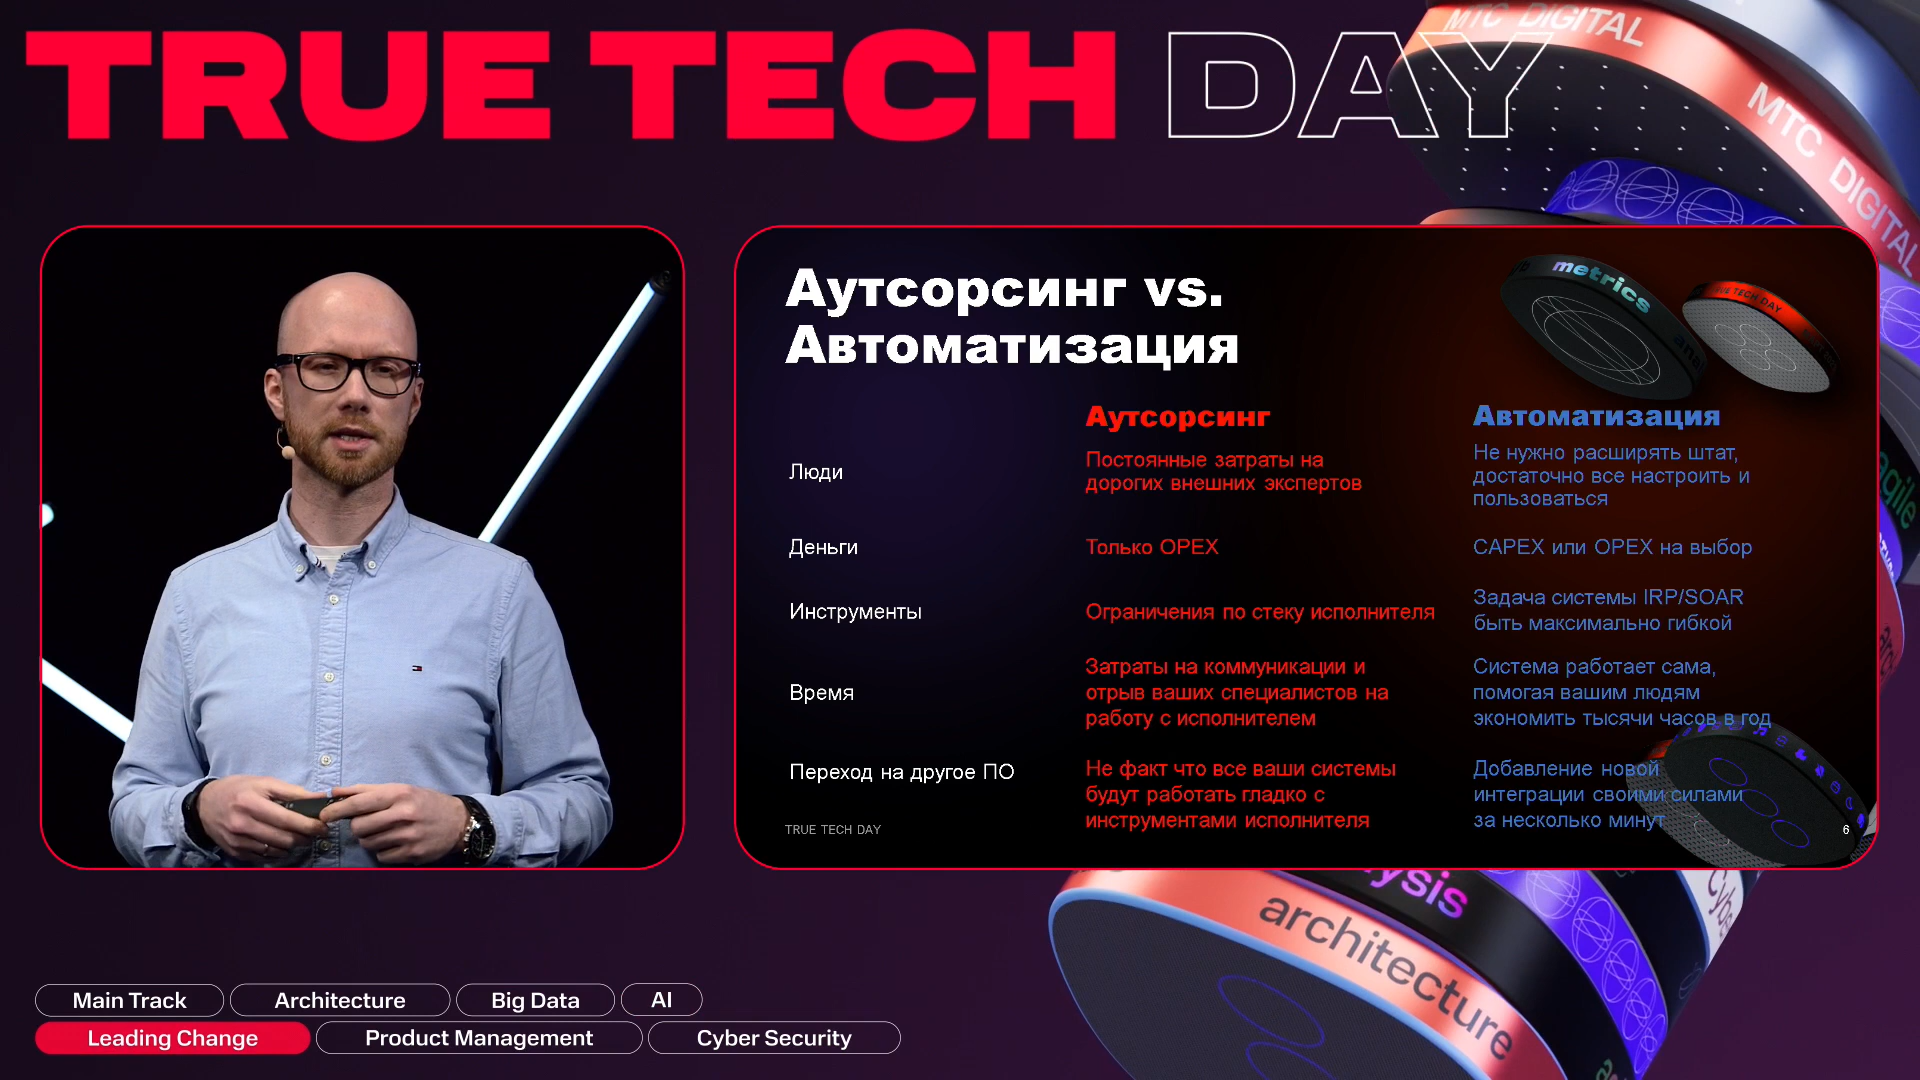 TRUE TECH DAY
МТС DIGITAL
МТС DIGITAL
Аутсорсинг vs.
Автоматизация
metrics
TRUE TECH DAY
Аутсорсинг
Автоматизация
Люди
Постоянные затраты на
дорогих внешних экспертов
Не нужно расширять штат,
достаточно все настроить и
пользоваться
Деньги
Только OPEX
CAPEX или OPEX на выбор
Инструменты
Ограничения по стеку исполнителя
Задача системы IRP/SOAR
быть максимально гибкой
Время
Затраты на коммуникации и
отрыв ваших специалистов на
работу с исполнителем
Система работает сама,
помогая вашим людям
экономить тысячи часов в год
Переход на другое ПО
Не факт что все ваши системы
будут работать гладко с
инструментами исполнителя
Добавление новой
интеграции своими силами
за несколько минут
TRUE TECH DAY
6
agile
architecture
Main Track
Architecture
Big Data
AI
Leading Change
Product Management
Cyber Security